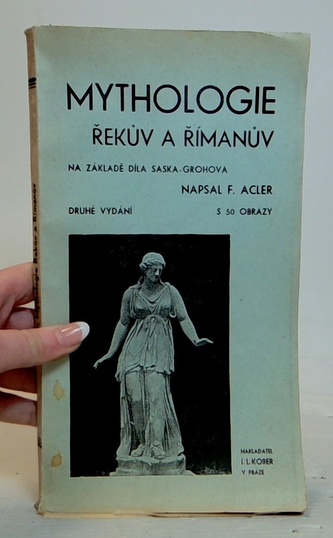 MYTHOLOGIE
ŘEKŮV A ŘÍMANŮV
NA ZÁKLADĚ DÍLA SASKA-GROHOVA
NAPSAL F. ACLER
DRUHÉ VYDÁNÍ
S 50 OBRAZY
NAKLADATEL
I. L. KOBER
V PRAZE